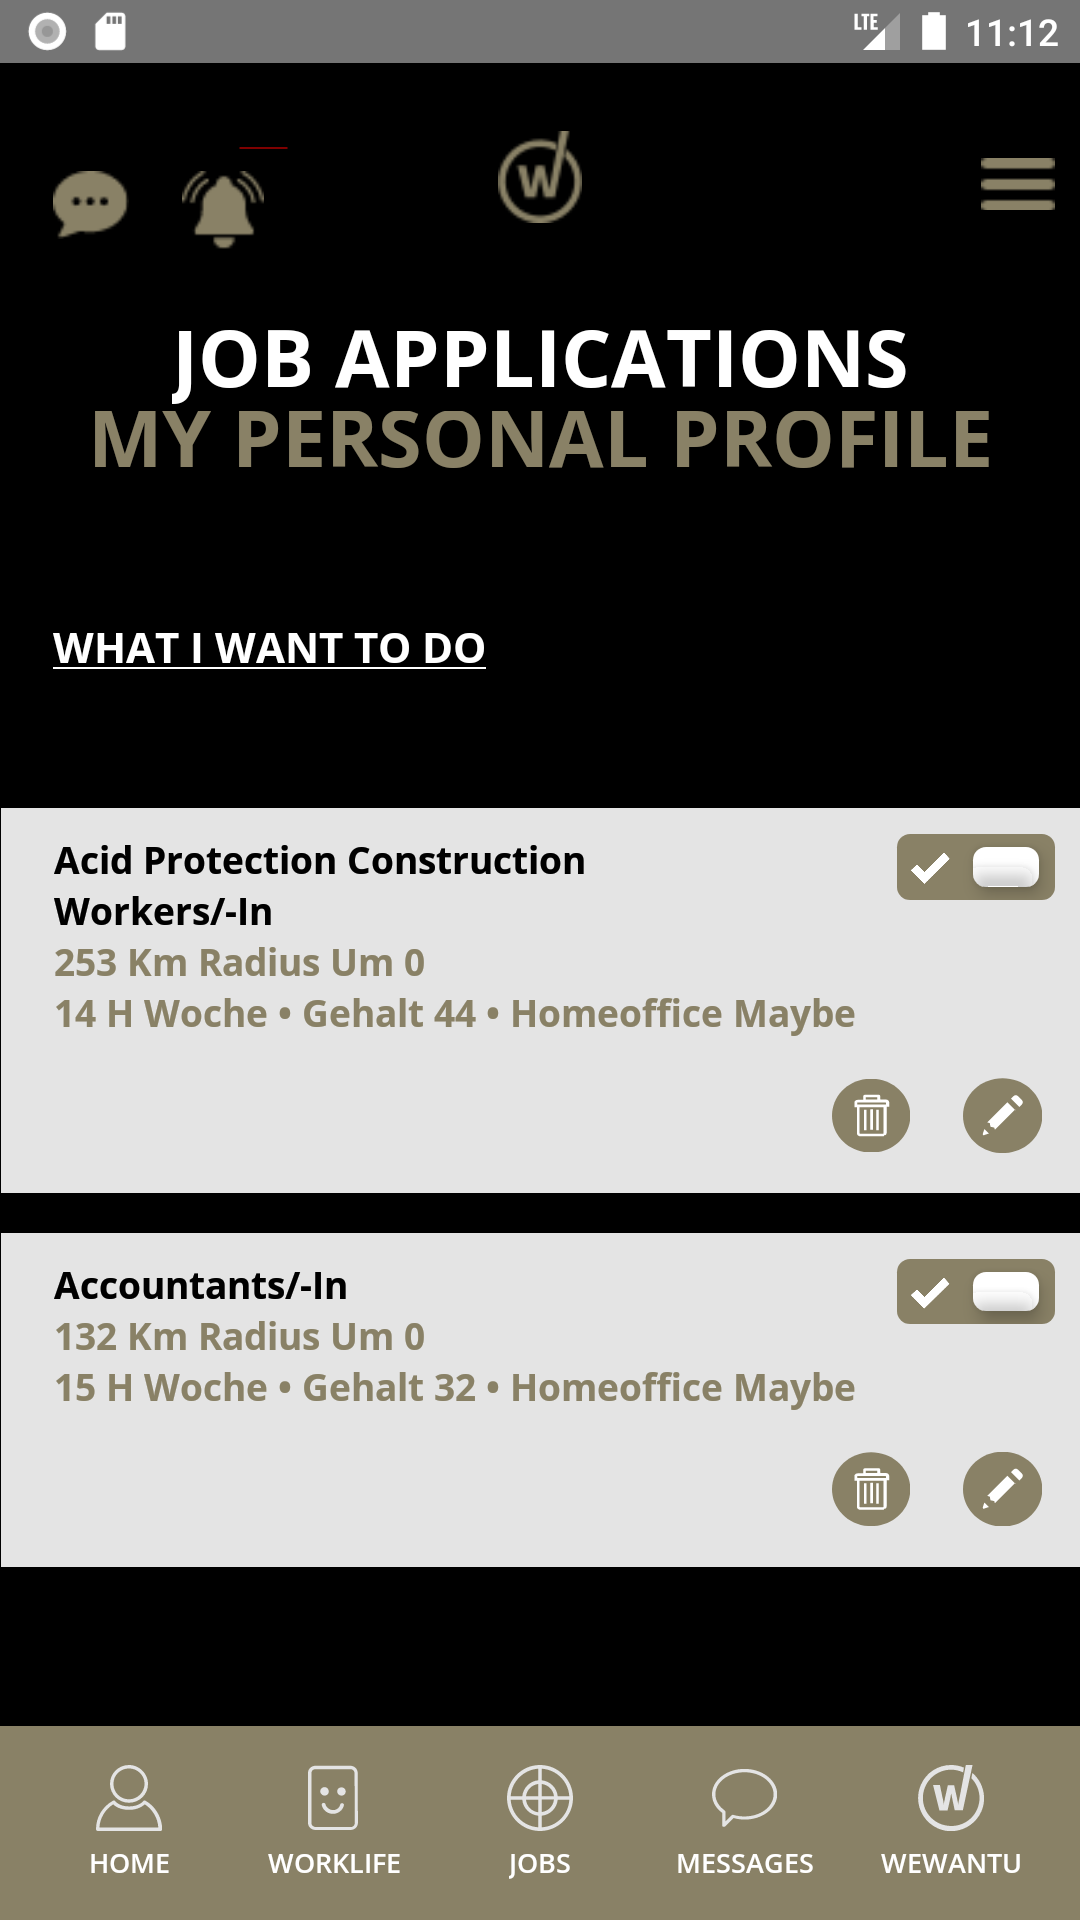 LTE 11:12
JOB APPLICATIONS
MY PERSONAL PROFILE
WHAT I WANT TO DO
Acid Protection Construction
Workers/-In
253 Km Radius Um 0
14 H Woche • Gehalt 44 • Homeoffice Maybe
Accountants/-In
132 Km Radius Um 0
15 H Woche • Gehalt 32 • Homeoffice Maybe
HOME WORKLIFE JOBS MESSAGES WEWANTU